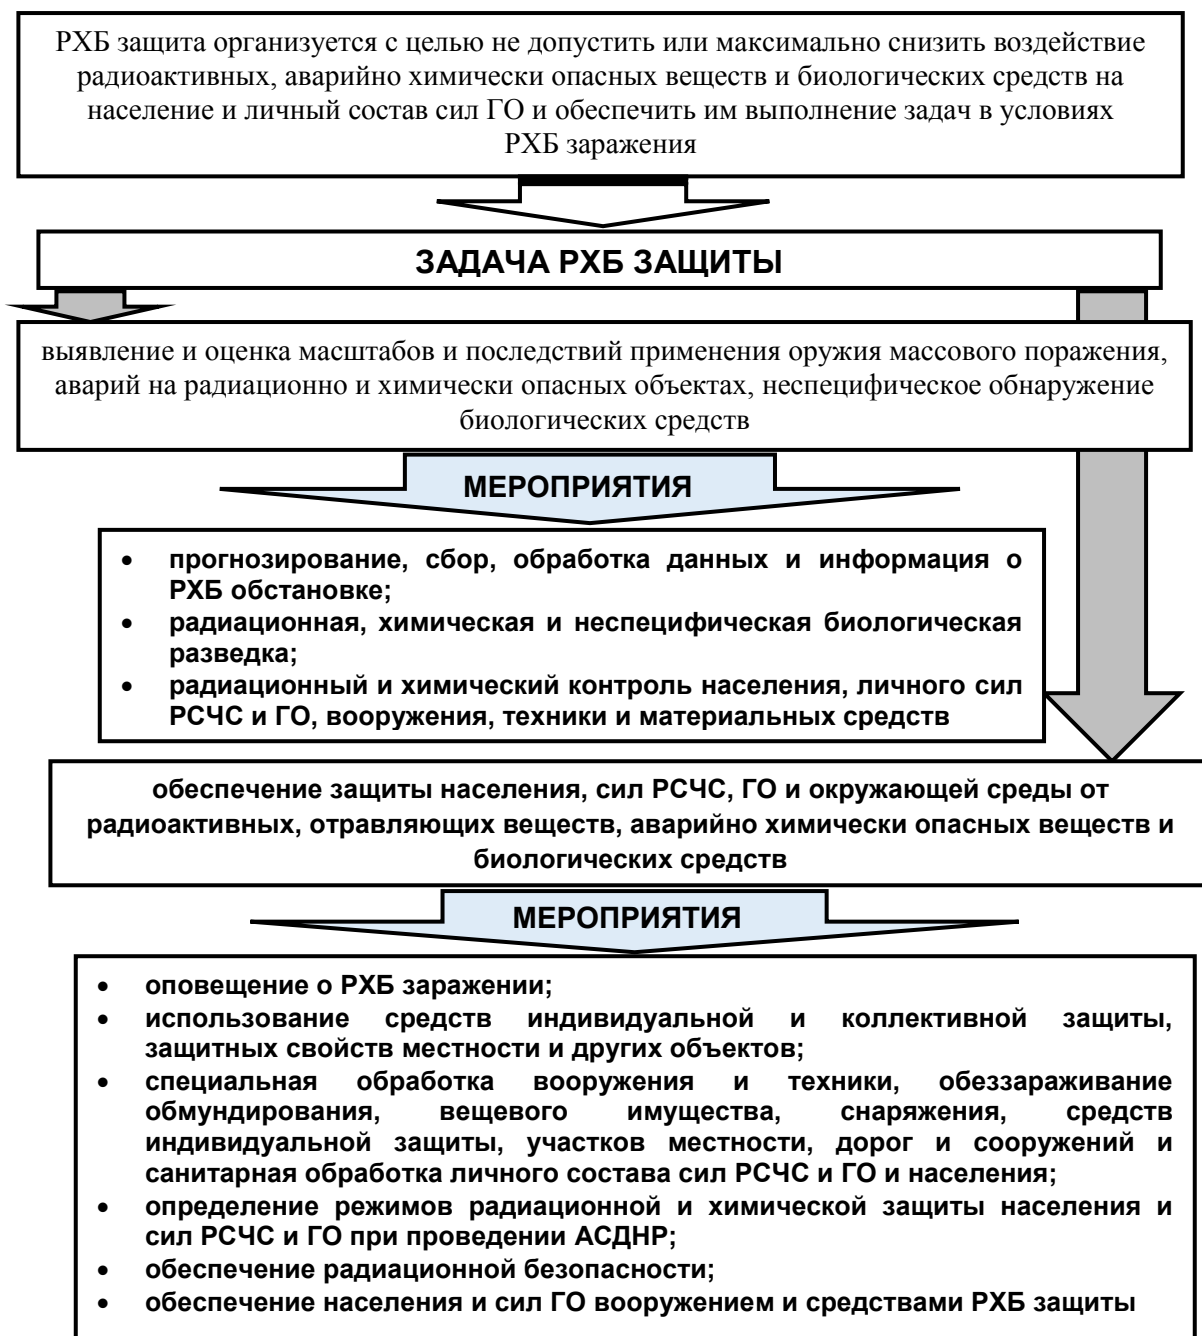 РХБ защита организуется с целью не допустить или максимально снизить воздействие
радиоактивных, аварийно химически опасных веществ и биологических средств на
население и личный состав сил ГО и обеспечить им выполнение задач в условиях
РХБ заражения
ЗАДАЧА РХБ ЗАЩИТЫ
выявление и оценка масштабов и последствий применения оружия массового поражения,
аварий на радиационно и химически опасных объектах, неспецифическое обнаружение
биологических средств
МЕРОПРИЯТИЯ
• прогнозирование, сбор, обработка данных и информация о
РХБ обстановке;
• радиационная, химическая и неспецифическая биологическая
разведка;
• радиационный и химический контроль населения, личного сил
РСЧС и ГО, вооружения, техники и материальных средств
обеспечение защиты населения, сил РСЧС, ГО и окружающей среды от
радиоактивных, отравляющих веществ, аварийно химически опасных веществ и
биологических средств
МЕРОПРИЯТИЯ
• оповещение о РХБ заражении;
• использование средств индивидуальной и коллективной защиты,
защитных свойств местности и других объектов;
• специальная обработка вооружения и техники, обеззараживание
обмундирования, вещевого имущества, снаряжения, средств
индивидуальной защиты, участков местности, дорог и сооружений и
санитарная обработка личного состава сил РСЧС и ГО и населения;
• определение режимов радиационной и химической защиты населения и
сил РСЧС и ГО при проведении АСДНР;
• обеспечение радиационной безопасности;
• обеспечение населения и сил ГО вооружением и средствами РХБ защиты